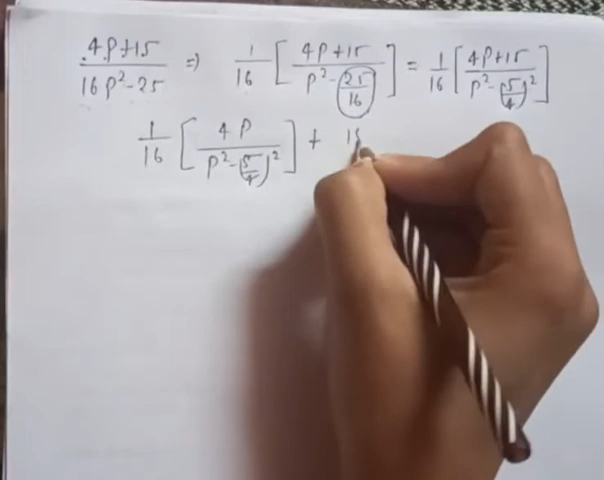 4p+15 / 16p²-25 => 1/16 [ 4p+15 / p²-25/16 ] = 1/16 [ 4p+15 / p²-(5/4)² ]
1/16 [ 4p / p²-(5/4)² ] + 15